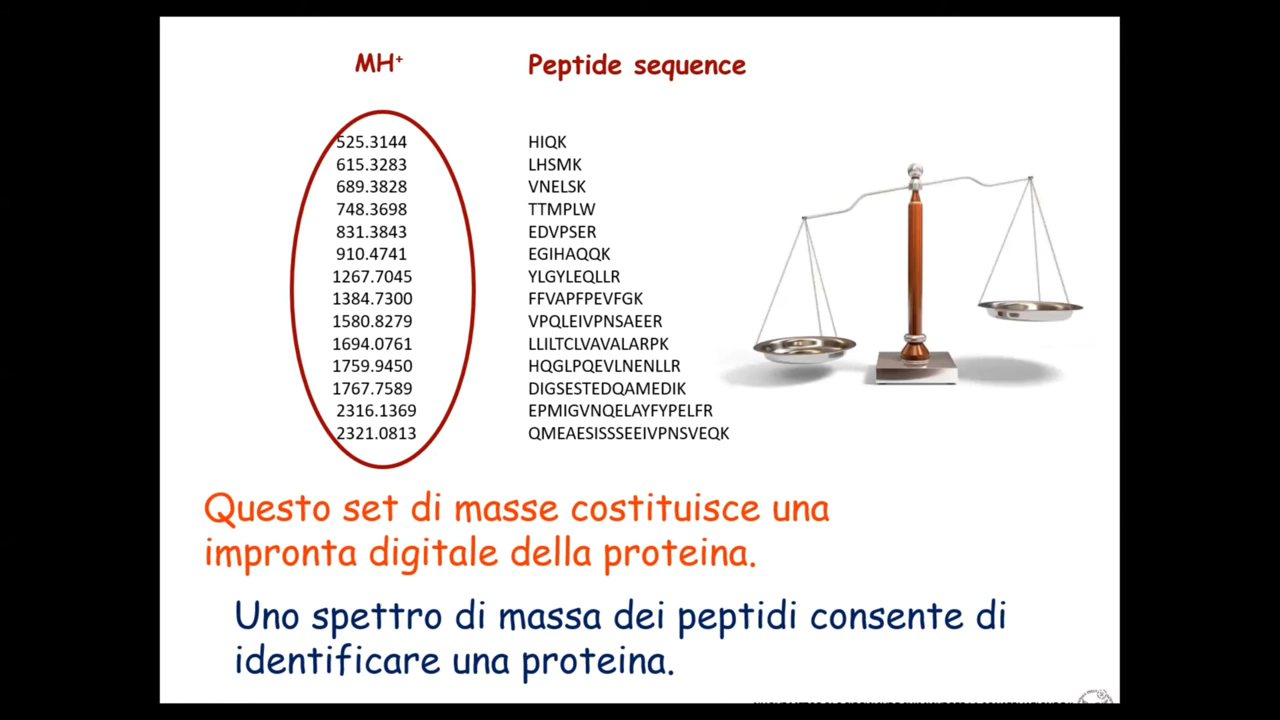 MH+ Peptide sequence
525.3144 HIQK
615.3283 LHSMK
689.3828 VNELSK
748.3698 TTMPLW
831.3843 EDVPSER
910.4741 EGIHAQQK
1267.7045 YLGYLEQLLR
1384.7300 FFVAPFPEVFGK
1580.8279 VPQLEIVPNSAEER
1694.0761 LLILTCLVAVALARPK
1759.9450 HQGLPQEVLNENLLR
1767.7589 DIGSESTEDQAMEDIK
2316.1369 EPMIGVNQELAYFYPELFR
2321.0813 QMEAESISSSEEIVPNSVEQK
Questo set di masse costituisce una
impronta digitale della proteina.
Uno spettro di massa dei peptidi consente di
identificare una proteina.